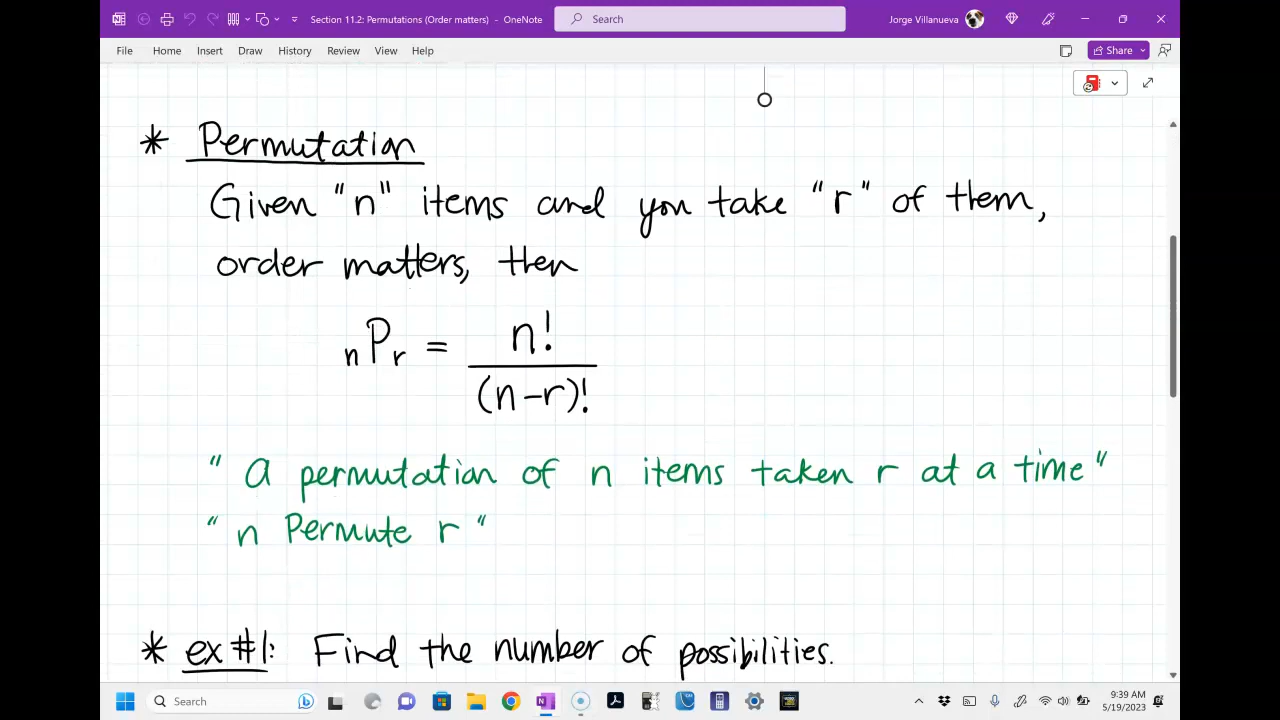 Section 11.2: Permutations (Order matters) - OneNote
Search
Jorge Villanueva
File Home Insert Draw History Review View Help
Share
* Permutation
Given "n" items and you take "r" of them,
order matters, then
nPr = n! / (n-r)!
" A permutation of n items taken r at a time "
" n Permute r "
* ex #1: Find the number of possibilities.
Search
9:39 AM
5/19/2023